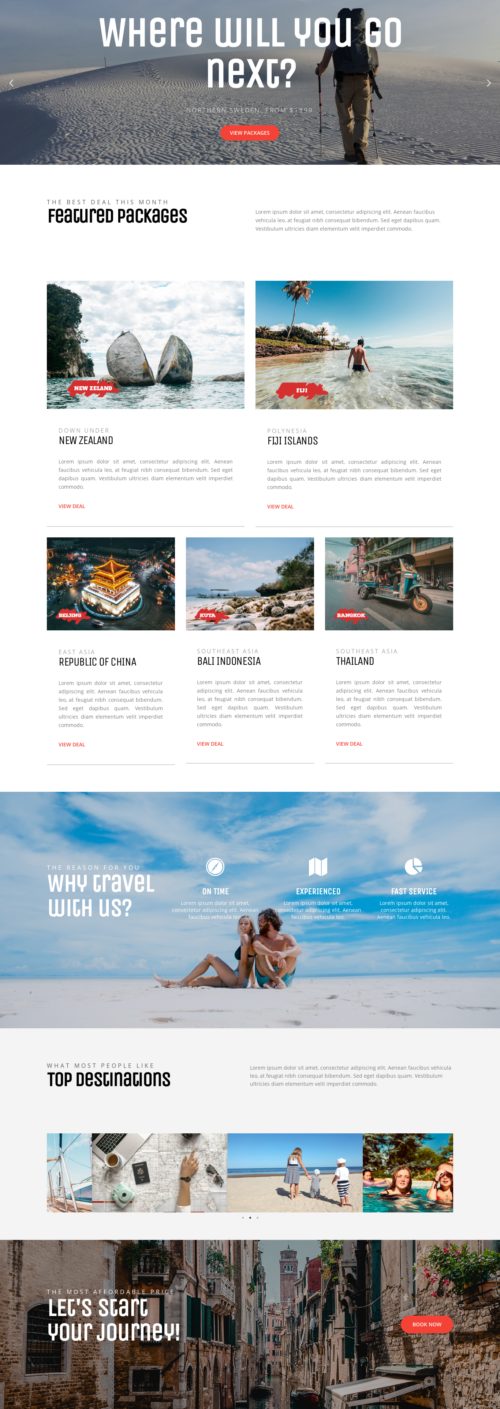 Where will you go
next?
NORTHERN SWEDEN, FROM $1299
VIEW PACKAGES
THE BEST DEAL THIS MONTH
Featured Packages
Lorem ipsum dolor sit amet, consectetur adipiscing elit. Aenean faucibus
vehicula leo, at feugiat nibh consequat bibendum. Sed eget dapibus quam.
Vestibulum ultricies diam elementum velit imperdiet commodo.
NEW ZELAND
FIJI
DOWN UNDER
NEW ZEALAND
Lorem ipsum dolor sit amet, consectetur adipiscing elit. Aenean
faucibus vehicula leo, at feugiat nibh consequat bibendum. Sed eget
dapibus quam. Vestibulum ultricies diam elementum velit imperdiet
commodo.
VIEW DEAL
POLYNESIA
FIJI ISLANDS
Lorem ipsum dolor sit amet, consectetur adipiscing elit. Aenean
faucibus vehicula leo, at feugiat nibh consequat bibendum. Sed eget
dapibus quam. Vestibulum ultricies diam elementum velit imperdiet
commodo.
VIEW DEAL
BEIJING
KUTA
BANGKOK
EAST ASIA
REPUBLIC OF CHINA
Lorem ipsum dolor sit amet,
consectetur adipiscing elit. Aenean
faucibus vehicula leo, at feugiat
nibh consequat bibendum. Sed
eget dapibus quam. Vestibulum
ultricies diam elementum velit
imperdiet commodo.
VIEW DEAL
SOUTHEAST ASIA
BALI INDONESIA
Lorem ipsum dolor sit amet,
consectetur adipiscing elit. Aenean
faucibus vehicula leo, at feugiat
nibh consequat bibendum. Sed
eget dapibus quam. Vestibulum
ultricies diam elementum velit
imperdiet commodo.
VIEW DEAL
SOUTHEAST ASIA
THAILAND
Lorem ipsum dolor sit amet,
consectetur adipiscing elit. Aenean
faucibus vehicula leo, at feugiat
nibh consequat bibendum. Sed
eget dapibus quam. Vestibulum
ultricies diam elementum velit
imperdiet commodo.
VIEW DEAL
THE REASON FOR YOU
Why travel
with us?
ON TIME
Lorem ipsum dolor sit amet,
consectetur adipiscing elit. Aenean
faucibus vehicula leo.
EXPERIENCED
Lorem ipsum dolor sit amet,
consectetur adipiscing elit. Aenean
faucibus vehicula leo.
FAST SERVICE
Lorem ipsum dolor sit amet,
consectetur adipiscing elit.
Aenean faucibus vehicula leo.
WHAT MOST PEOPLE LIKE
Top Destinations
Lorem ipsum dolor sit amet, consectetur adipiscing elit. Aenean faucibus vehicula
leo, at feugiat nibh consequat bibendum. Sed eget dapibus quam. Vestibulum
ultricies diam elementum velit imperdiet commodo.
THE MOST AFFORDABLE PRICE
Let's start
your journey!
BOOK NOW